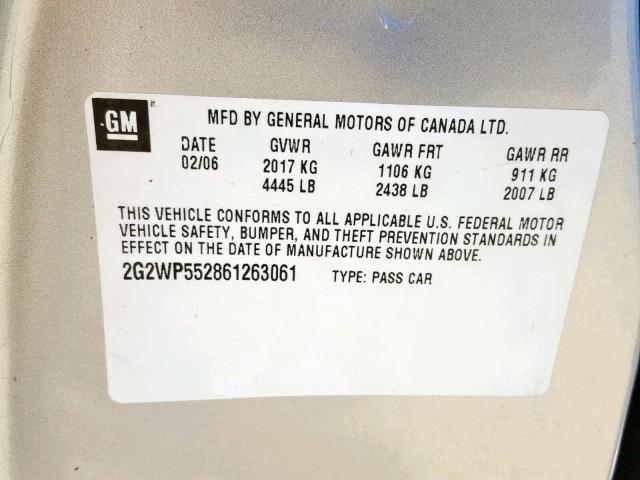 GM ®
MFD BY GENERAL MOTORS OF CANADA LTD.
DATE GVWR GAWR FRT GAWR RR
02/06 2017 KG 1106 KG 911 KG
4445 LB 2438 LB 2007 LB
THIS VEHICLE CONFORMS TO ALL APPLICABLE U.S. FEDERAL MOTOR
VEHICLE SAFETY, BUMPER, AND THEFT PREVENTION STANDARDS IN
EFFECT ON THE DATE OF MANUFACTURE SHOWN ABOVE.
2G2WP552861263061 TYPE: PASS CAR